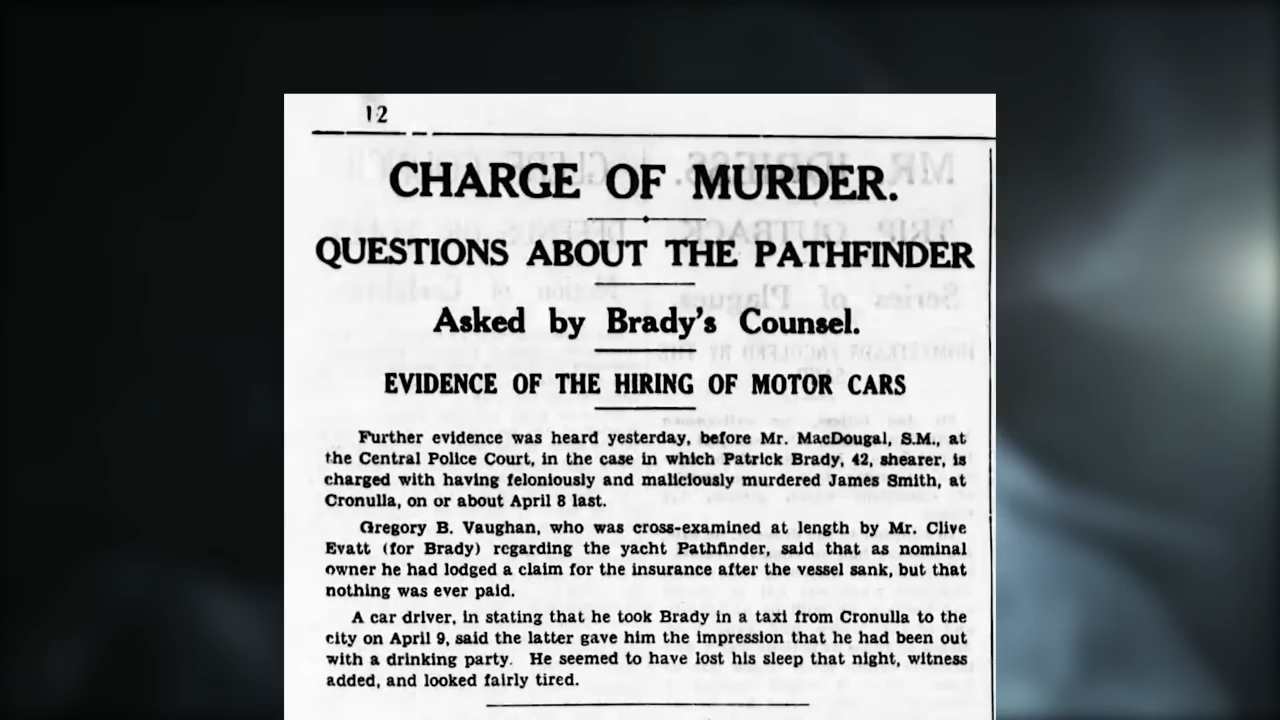 12
CHARGE OF MURDER.
QUESTIONS ABOUT THE PATHFINDER
Asked by Brady's Counsel.
EVIDENCE OF THE HIRING OF MOTOR CARS
Further evidence was heard yesterday, before Mr. MacDougal, S.M., at
the Central Police Court, in the case in which Patrick Brady, 42, shearer, is
charged with having feloniously and maliciously murdered James Smith, at
Cronulla, on or about April 8 last.
Gregory B. Vaughan, who was cross-examined at length by Mr. Clive
Evatt (for Brady) regarding the yacht Pathfinder, said that as nominal
owner he had lodged a claim for the insurance after the vessel sank, but that
nothing was ever paid.
A car driver, in stating that he took Brady in a taxi from Cronulla to the
city on April 9, said the latter gave him the impression that he had been out
with a drinking party. He seemed to have lost his sleep that night, witness
added, and looked fairly tired.